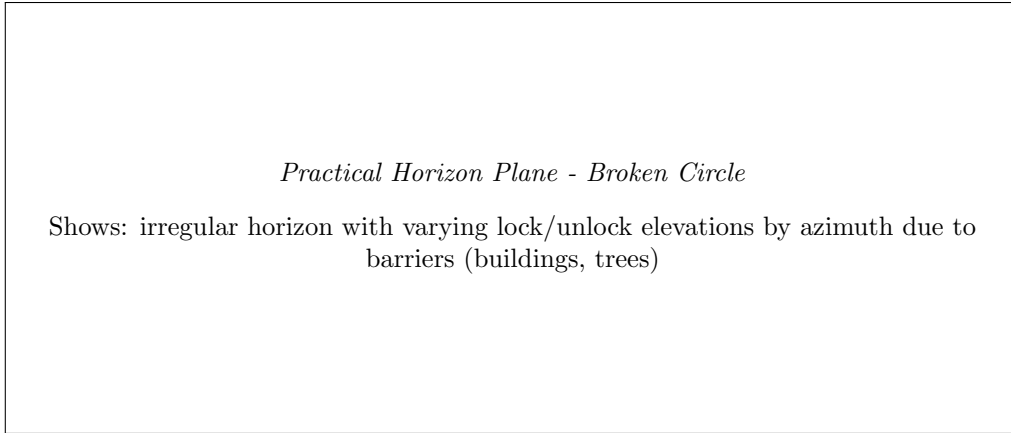 Practical Horizon Plane - Broken Circle
Shows: irregular horizon with varying lock/unlock elevations by azimuth due to
barriers (buildings, trees)